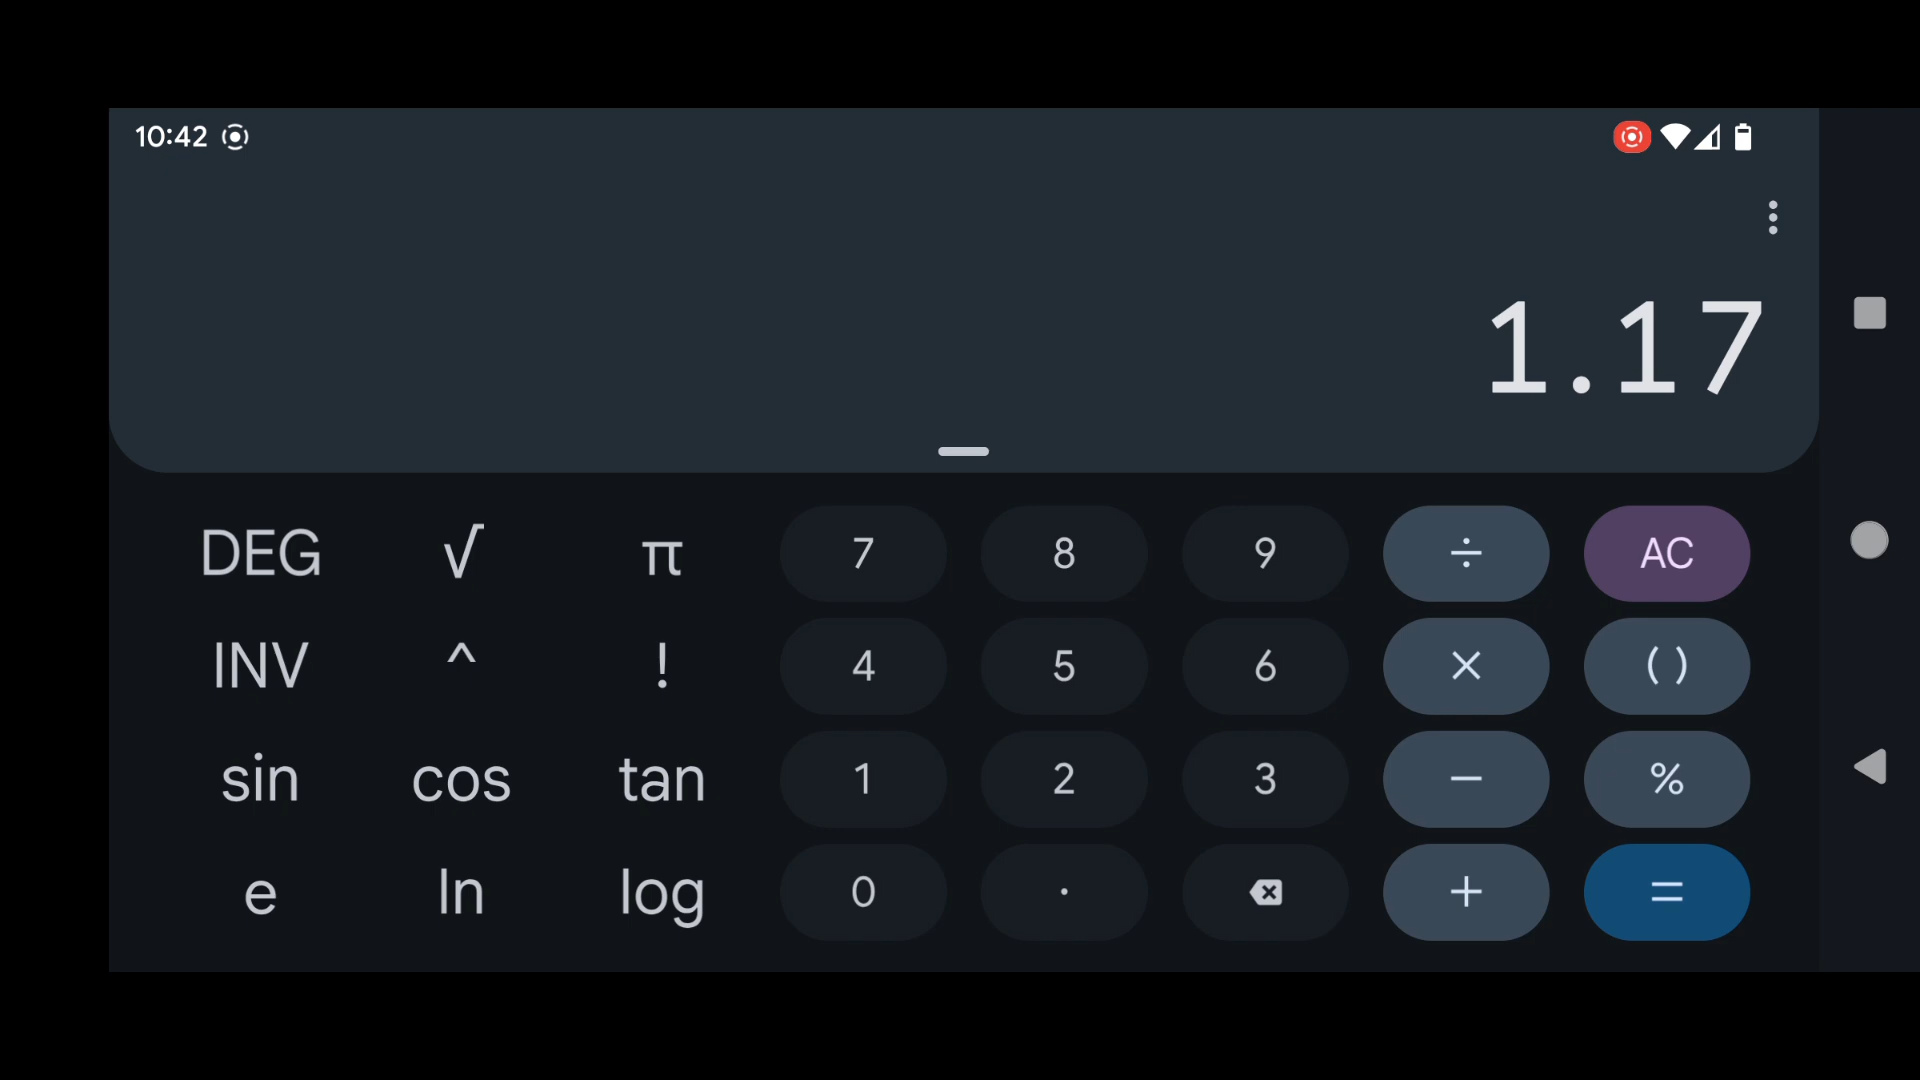 10:42
1.17
DEG √ π 7 8 9 ÷ AC
INV ^ ! 4 5 6 × ( )
sin cos tan 1 2 3 − %
e ln log 0 · + =